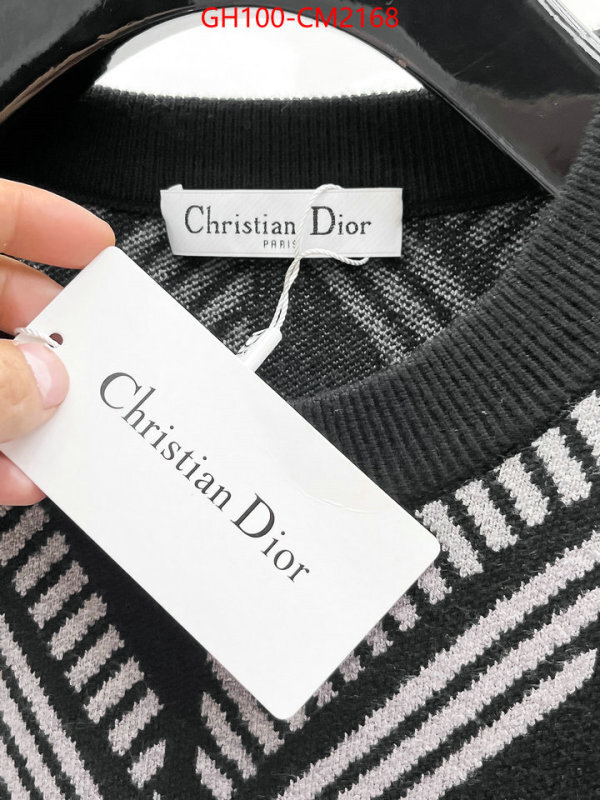 GH100-CM2168
Christian Dior
PARIS
Christian Dior